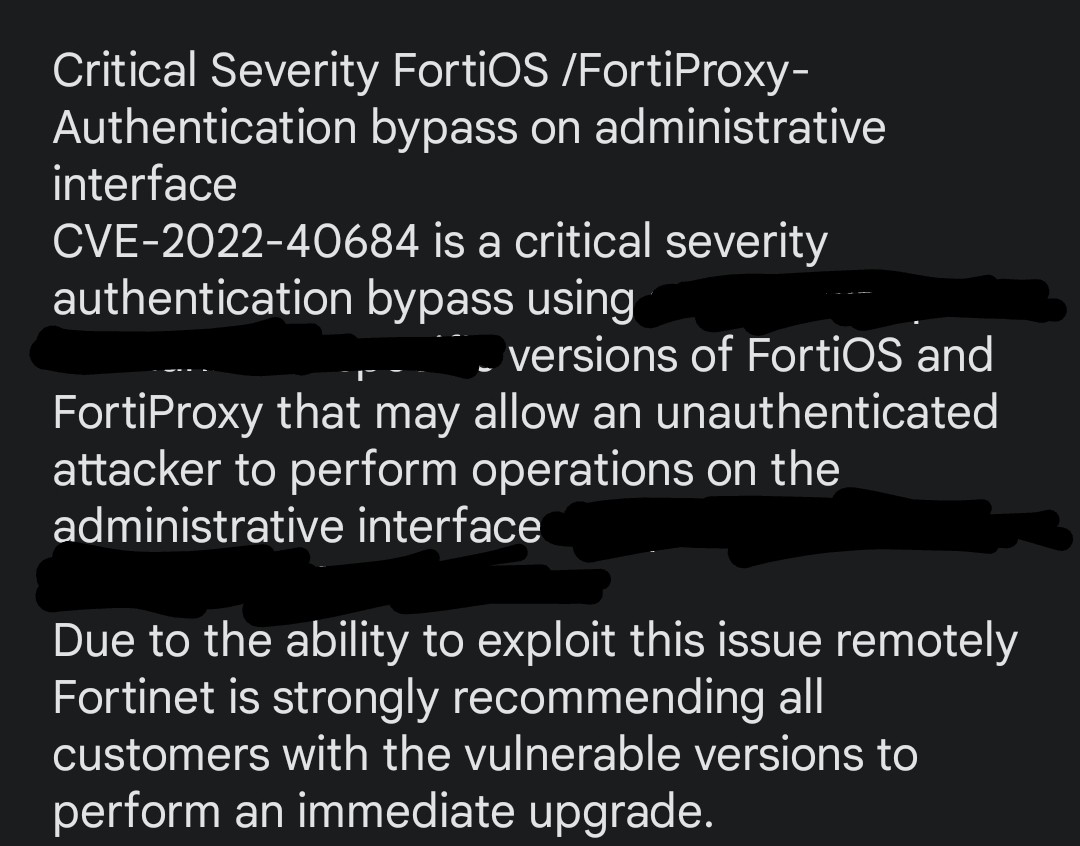 Critical Severity FortiOS /FortiProxy-
Authentication bypass on administrative
interface
CVE-2022-40684 is a critical severity
authentication bypass using
versions of FortiOS and
FortiProxy that may allow an unauthenticated
attacker to perform operations on the
administrative interface
Due to the ability to exploit this issue remotely
Fortinet is strongly recommending all
customers with the vulnerable versions to
perform an immediate upgrade.